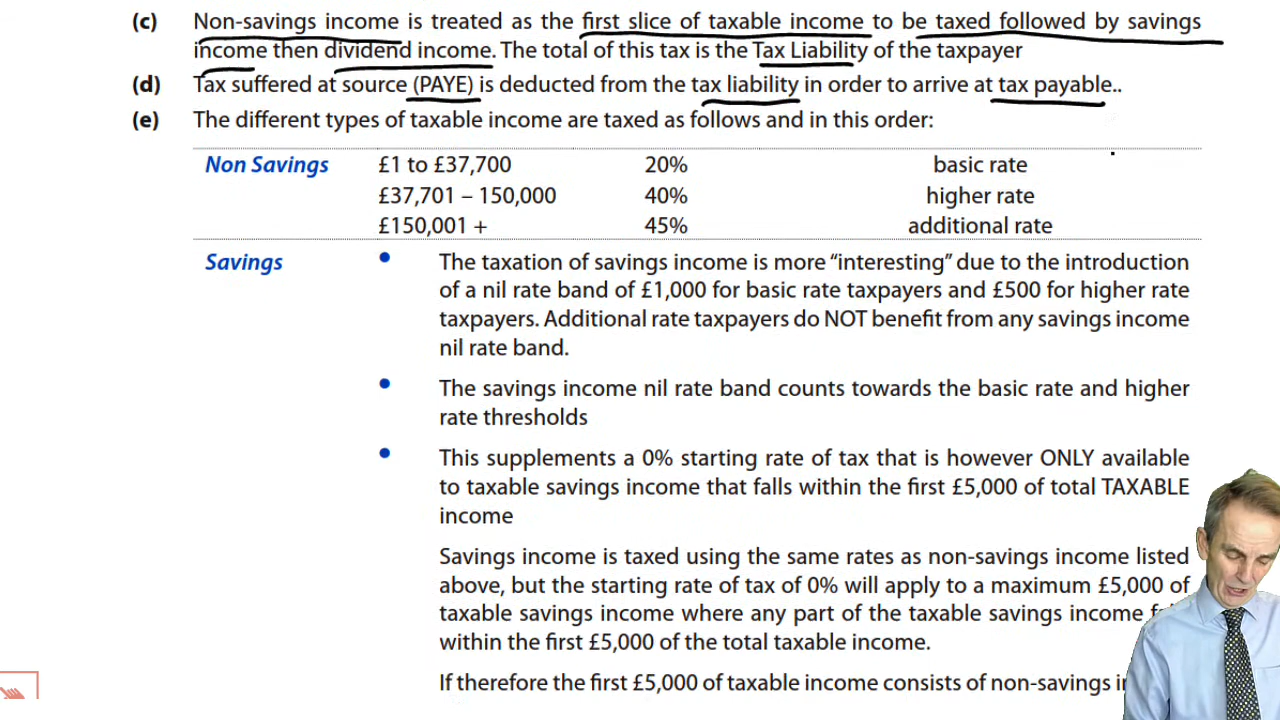 (c) Non-savings income is treated as the first slice of taxable income to be taxed followed by savings
income then dividend income. The total of this tax is the Tax Liability of the taxpayer
(d) Tax suffered at source (PAYE) is deducted from the tax liability in order to arrive at tax payable..
(e) The different types of taxable income are taxed as follows and in this order:
Non Savings £1 to £37,700 20% basic rate
£37,701 – 150,000 40% higher rate
£150,001 + 45% additional rate
Savings • The taxation of savings income is more “interesting” due to the introduction
of a nil rate band of £1,000 for basic rate taxpayers and £500 for higher rate
taxpayers. Additional rate taxpayers do NOT benefit from any savings income
nil rate band.
• The savings income nil rate band counts towards the basic rate and higher
rate thresholds
• This supplements a 0% starting rate of tax that is however ONLY available
to taxable savings income that falls within the first £5,000 of total TAXABLE
income
Savings income is taxed using the same rates as non-savings income listed
above, but the starting rate of tax of 0% will apply to a maximum £5,000 of
taxable savings income where any part of the taxable savings income
within the first £5,000 of the total taxable income.
If therefore the first £5,000 of taxable income consists of non-savings